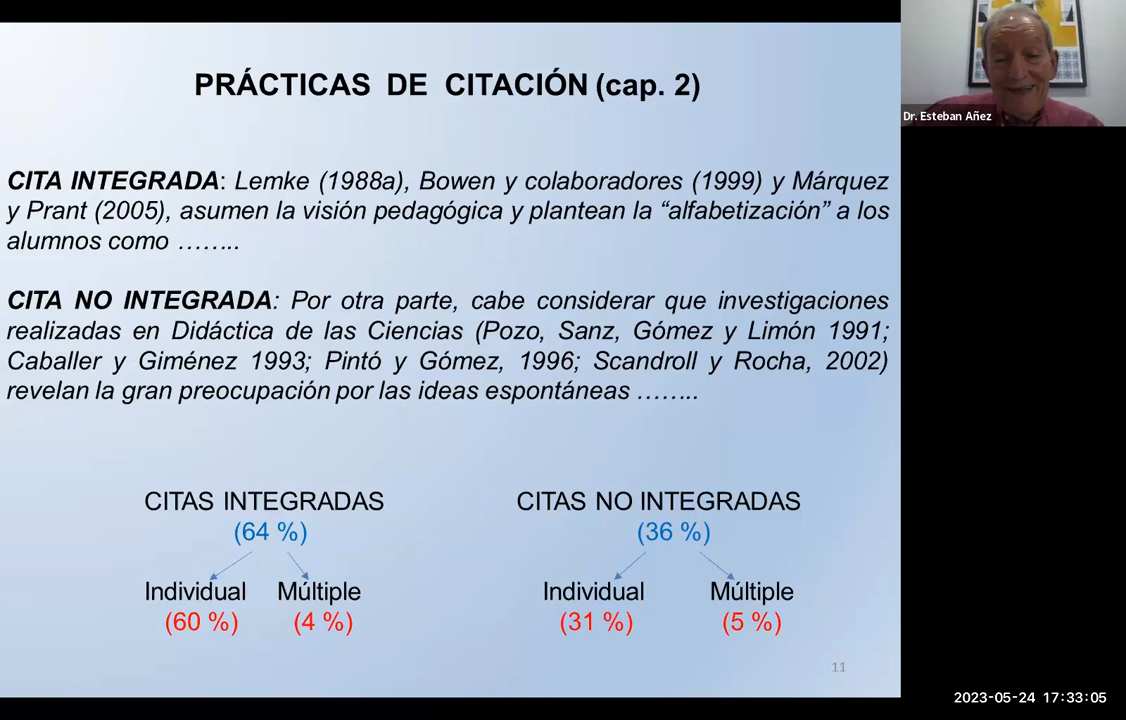 PRÁCTICAS DE CITACIÓN (cap. 2)
Dr. Esteban Añez
CITA INTEGRADA: Lemke (1988a), Bowen y colaboradores (1999) y Márquez
y Prant (2005), asumen la visión pedagógica y plantean la “alfabetización” a los
alumnos como ……..
CITA NO INTEGRADA: Por otra parte, cabe considerar que investigaciones
realizadas en Didáctica de las Ciencias (Pozo, Sanz, Gómez y Limón 1991;
Caballer y Giménez 1993; Pintó y Gómez, 1996; Scandroll y Rocha, 2002)
revelan la gran preocupación por las ideas espontáneas ……..
CITAS INTEGRADAS CITAS NO INTEGRADAS
(64 %) (36 %)
Individual Múltiple Individual Múltiple
(60 %) (4 %) (31 %) (5 %)
11
2023-05-24 17:33:05